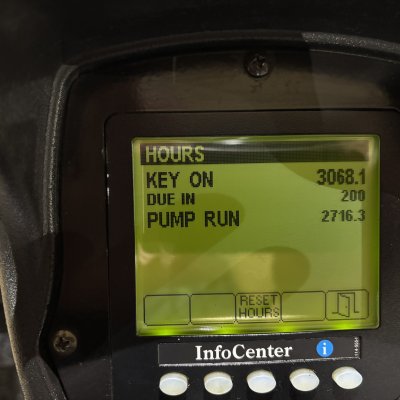 HOURS
KEY ON 3068.1
DUE IN 200
PUMP RUN 2716.3
RESET
HOURS
InfoCenter i